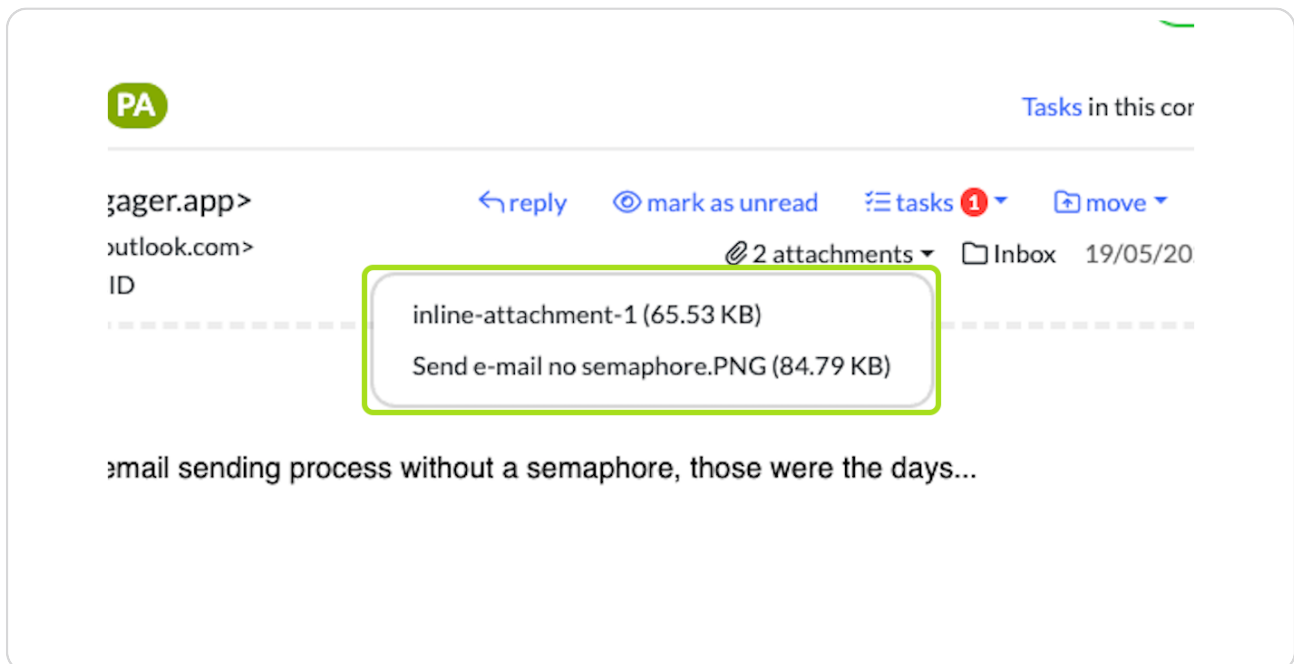 PA
Tasks in this cor
gager.app>
reply
mark as unread
tasks 1
move
outlook.com>
2 attachments
Inbox
19/05/20
ID
inline-attachment-1 (65.53 KB)
Send e-mail no semaphore.PNG (84.79 KB)
email sending process without a semaphore, those were the days...